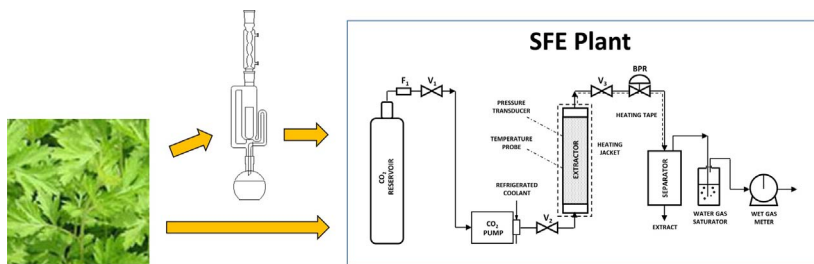 SFE Plant
F1
V1
V3
BPR
PRESSURE
TRANSDUCER
HEATING TAPE
TEMPERATURE
PROBE
HEATING
JACKET
EXTRACTOR
CO2
RESERVOIR
REFRIGERATED
COOLANT
SEPARATOR
CO2
PUMP
V2
EXTRACT
WATER GAS
SATURATOR
WET GAS
METER